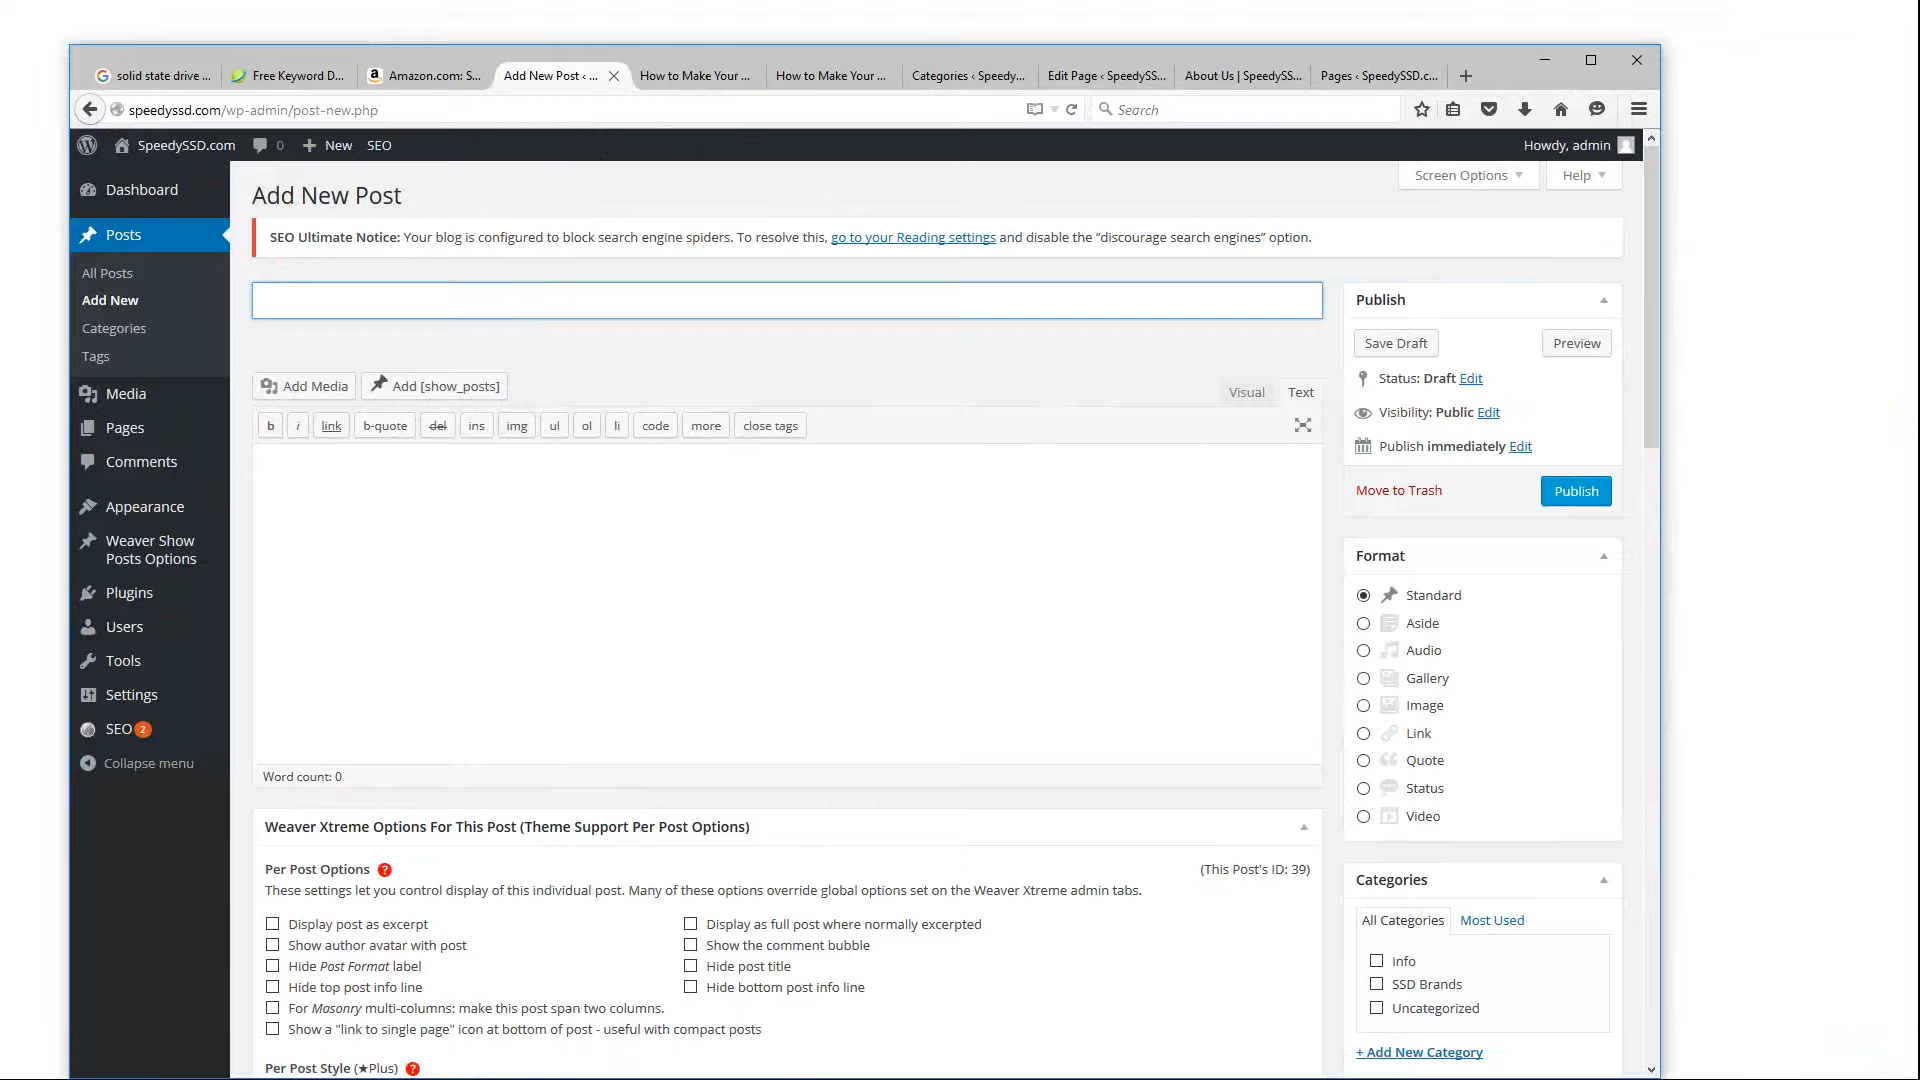 solid state drive ...
Free Keyword D...
Amazon.com: S...
Add New Post ‹ ...
How to Make Your ...
How to Make Your ...
Categories ‹ Speedy...
Edit Page ‹ SpeedySS...
About Us | SpeedySS...
Pages ‹ SpeedySSD.c...
speedyssd.com/wp-admin/post-new.php
Search
SpeedySSD.com
0
New
SEO
Howdy, admin
Dashboard
Posts
All Posts
Add New
Categories
Tags
Media
Pages
Comments
Appearance
Weaver Show
Posts Options
Plugins
Users
Tools
Settings
SEO 2
Collapse menu
Screen Options
Help
Add New Post
SEO Ultimate Notice: Your blog is configured to block search engine spiders. To resolve this, go to your Reading settings and disable the “discourage search engines” option.
Add Media
Add [show_posts]
Visual
Text
b
i
link
b-quote
del
ins
img
ul
ol
li
code
more
close tags
Word count: 0
Weaver Xtreme Options For This Post (Theme Support Per Post Options)
Per Post Options ?
(This Post's ID: 39)
These settings let you control display of this individual post. Many of these options override global options set on the Weaver Xtreme admin tabs.
Display post as excerpt
Display as full post where normally excerpted
Show author avatar with post
Show the comment bubble
Hide Post Format label
Hide post title
Hide top post info line
Hide bottom post info line
For Masonry multi-columns: make this post span two columns.
Show a "link to single page" icon at bottom of post - useful with compact posts
Per Post Style (★Plus) ?
Publish
Save Draft
Preview
Status: Draft Edit
Visibility: Public Edit
Publish immediately Edit
Move to Trash
Publish
Format
Standard
Aside
Audio
Gallery
Image
Link
Quote
Status
Video
Categories
All Categories
Most Used
Info
SSD Brands
Uncategorized
+ Add New Category